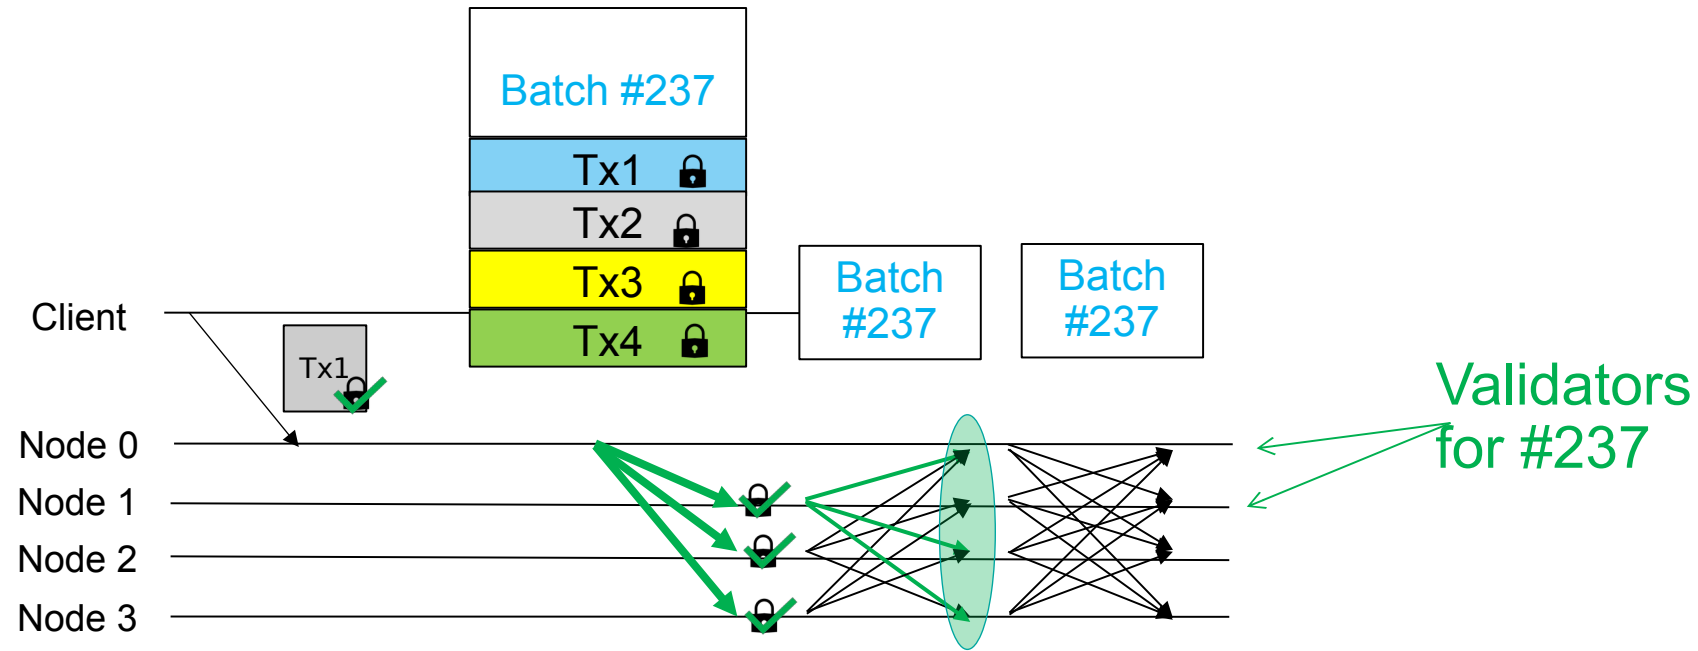 Batch #237
Tx1
Tx2
Tx3
Tx4
Batch
#237
Batch
#237
Client
Tx1
Validators
for #237
Node 0
Node 1
Node 2
Node 3